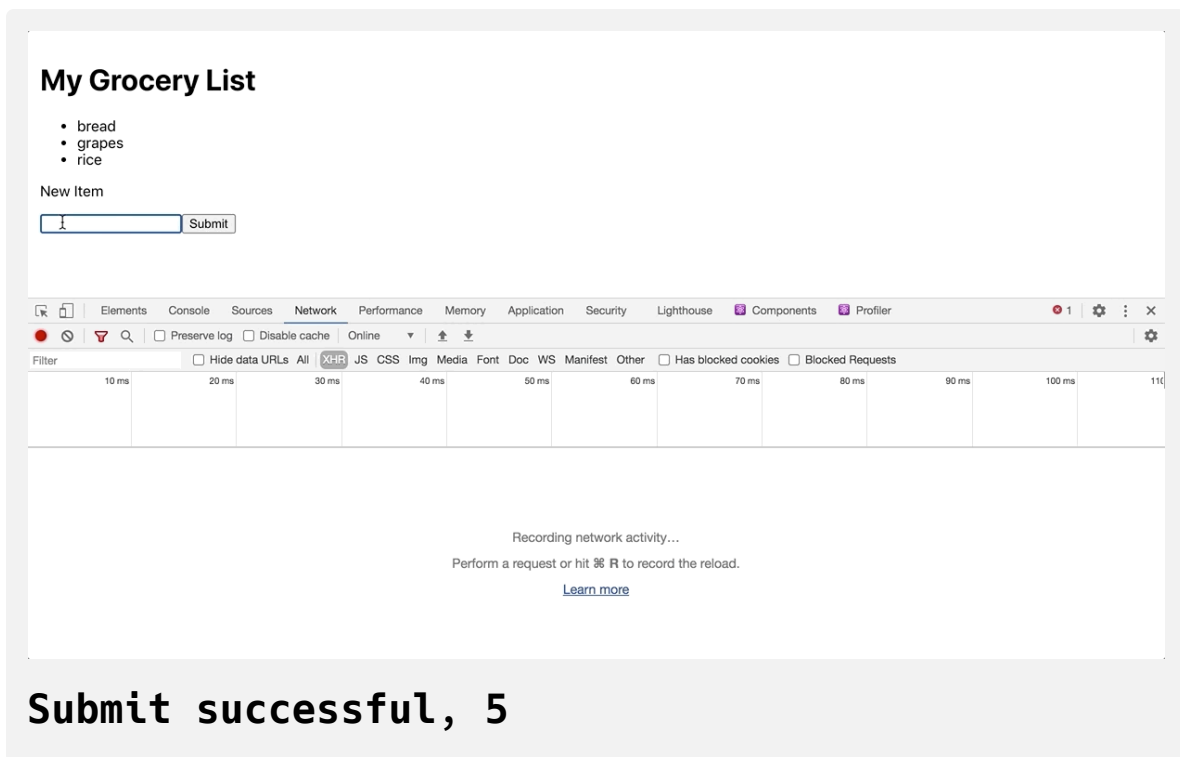 My Grocery List
• bread
• grapes
• rice
New Item
Submit
Elements Console Sources Network Performance Memory Application Security Lighthouse Components Profiler 1
Preserve log Disable cache Online
Filter Hide data URLs All XHR JS CSS Img Media Font Doc WS Manifest Other Has blocked cookies Blocked Requests
10 ms 20 ms 30 ms 40 ms 50 ms 60 ms 70 ms 80 ms 90 ms 100 ms 110
Recording network activity…
Perform a request or hit ⌘ R to record the reload.
Learn more
Submit successful, 5